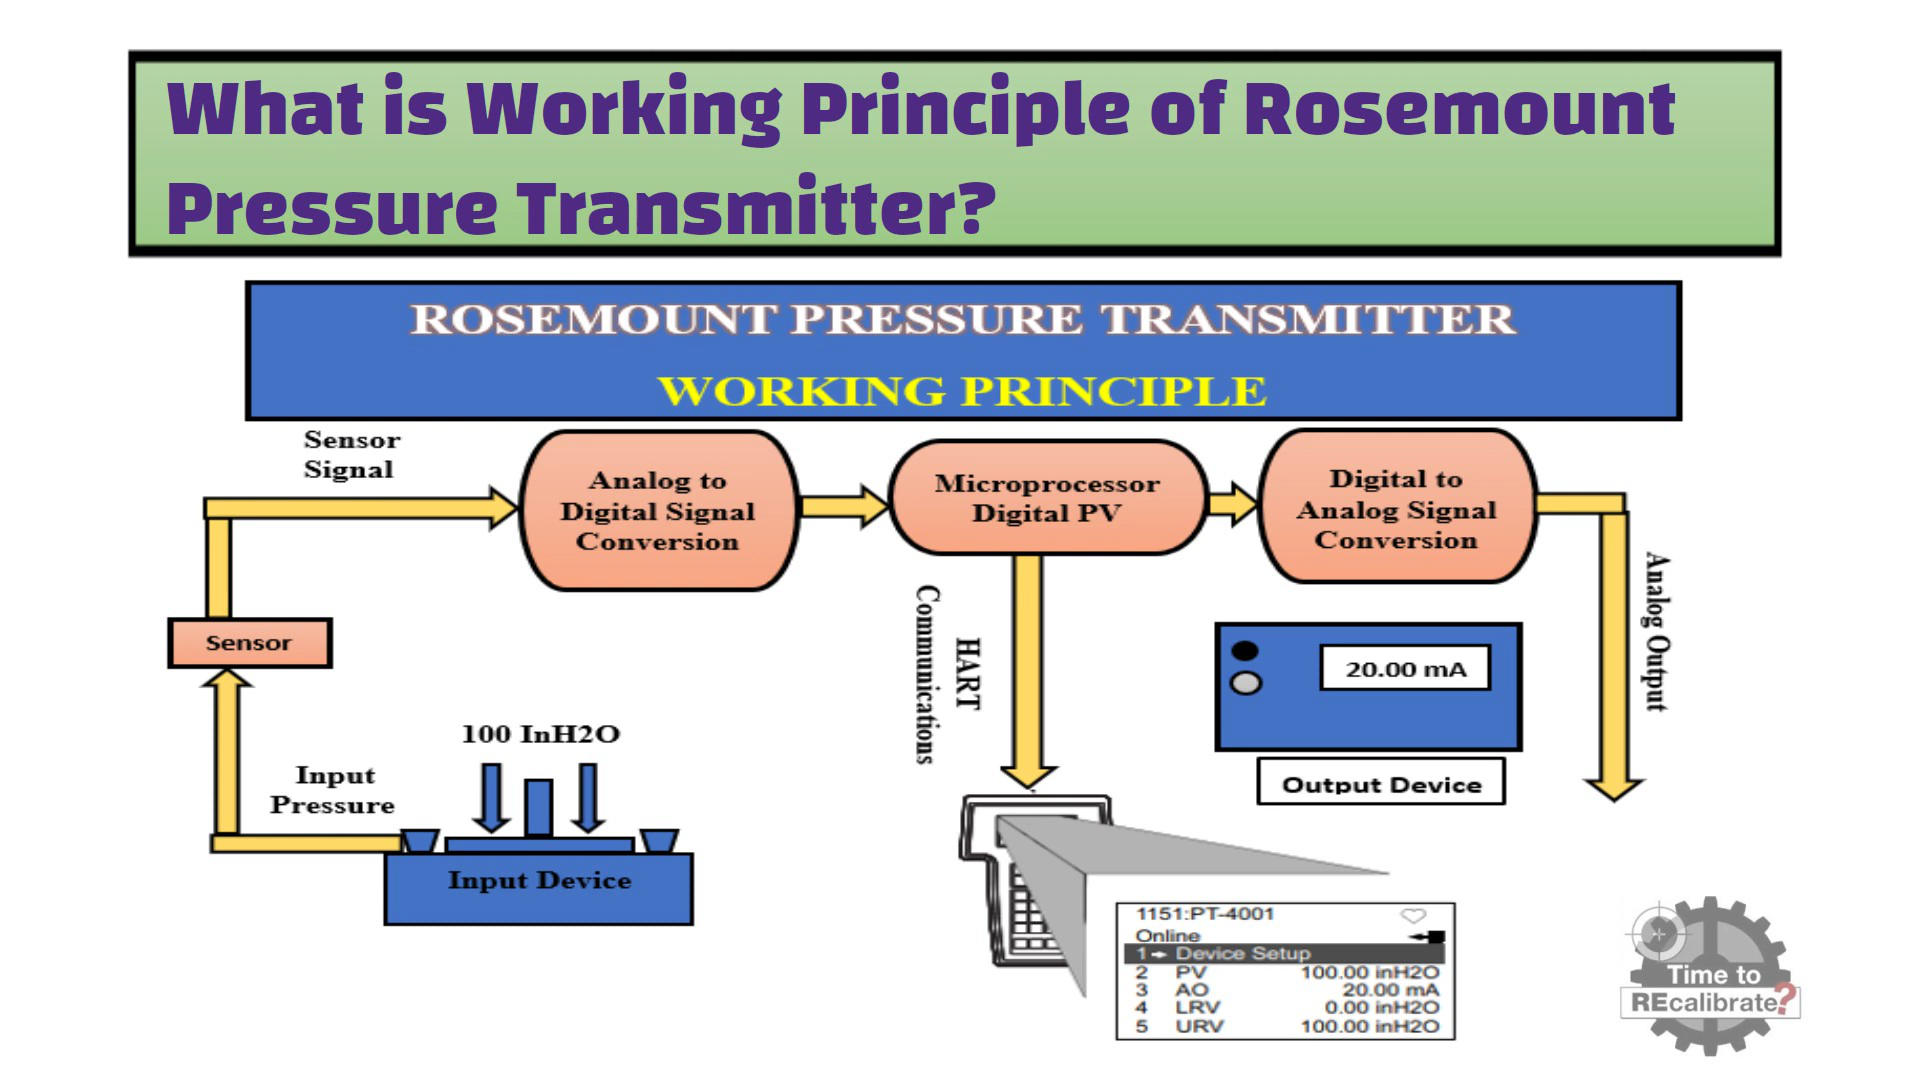 What is Working Principle of Rosemount
Pressure Transmitter?
ROSEMOUNT PRESSURE TRANSMITTER
WORKING PRINCIPLE
Sensor
Signal
Analog to
Digital Signal
Conversion
Microprocessor
Digital PV
Digital to
Analog Signal
Conversion
Analog Output
HART
Communications
Sensor
20.00 mA
Output Device
100 InH2O
Input
Pressure
Input Device
1151:PT-4001
Online
1 Device Setup
2 PV 100.00 inH2O
3 AO 20.00 mA
4 LRV 0.00 inH2O
5 URV 100.00 inH2O
Time to
REcalibrate?